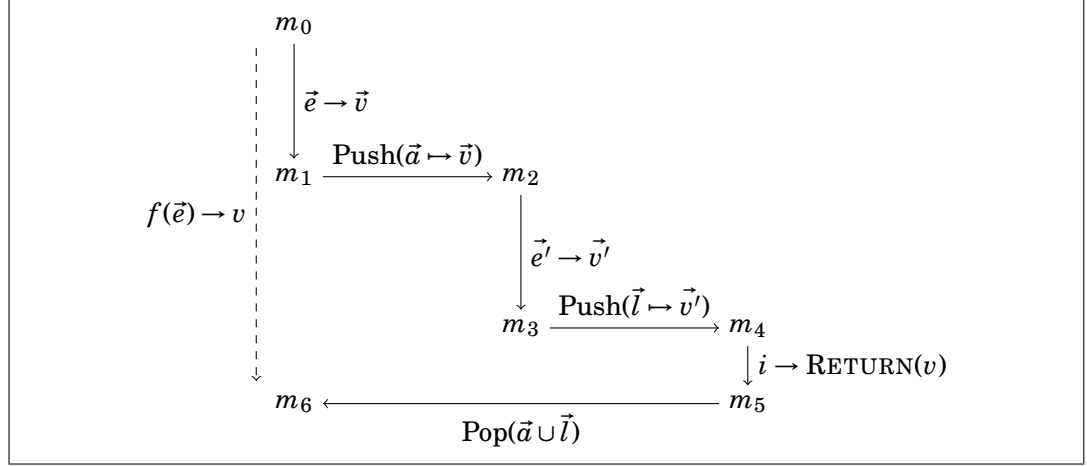 m₀
e⃗ → v⃗
m₁ Push(a⃗ ↦ v⃗) m₂
f(e⃗) → v
e⃗′ → v⃗′
m₃ Push(l⃗ ↦ v⃗′) m₄
i → RETURN(v)
m₆ m₅
Pop(a⃗ ∪ l⃗)